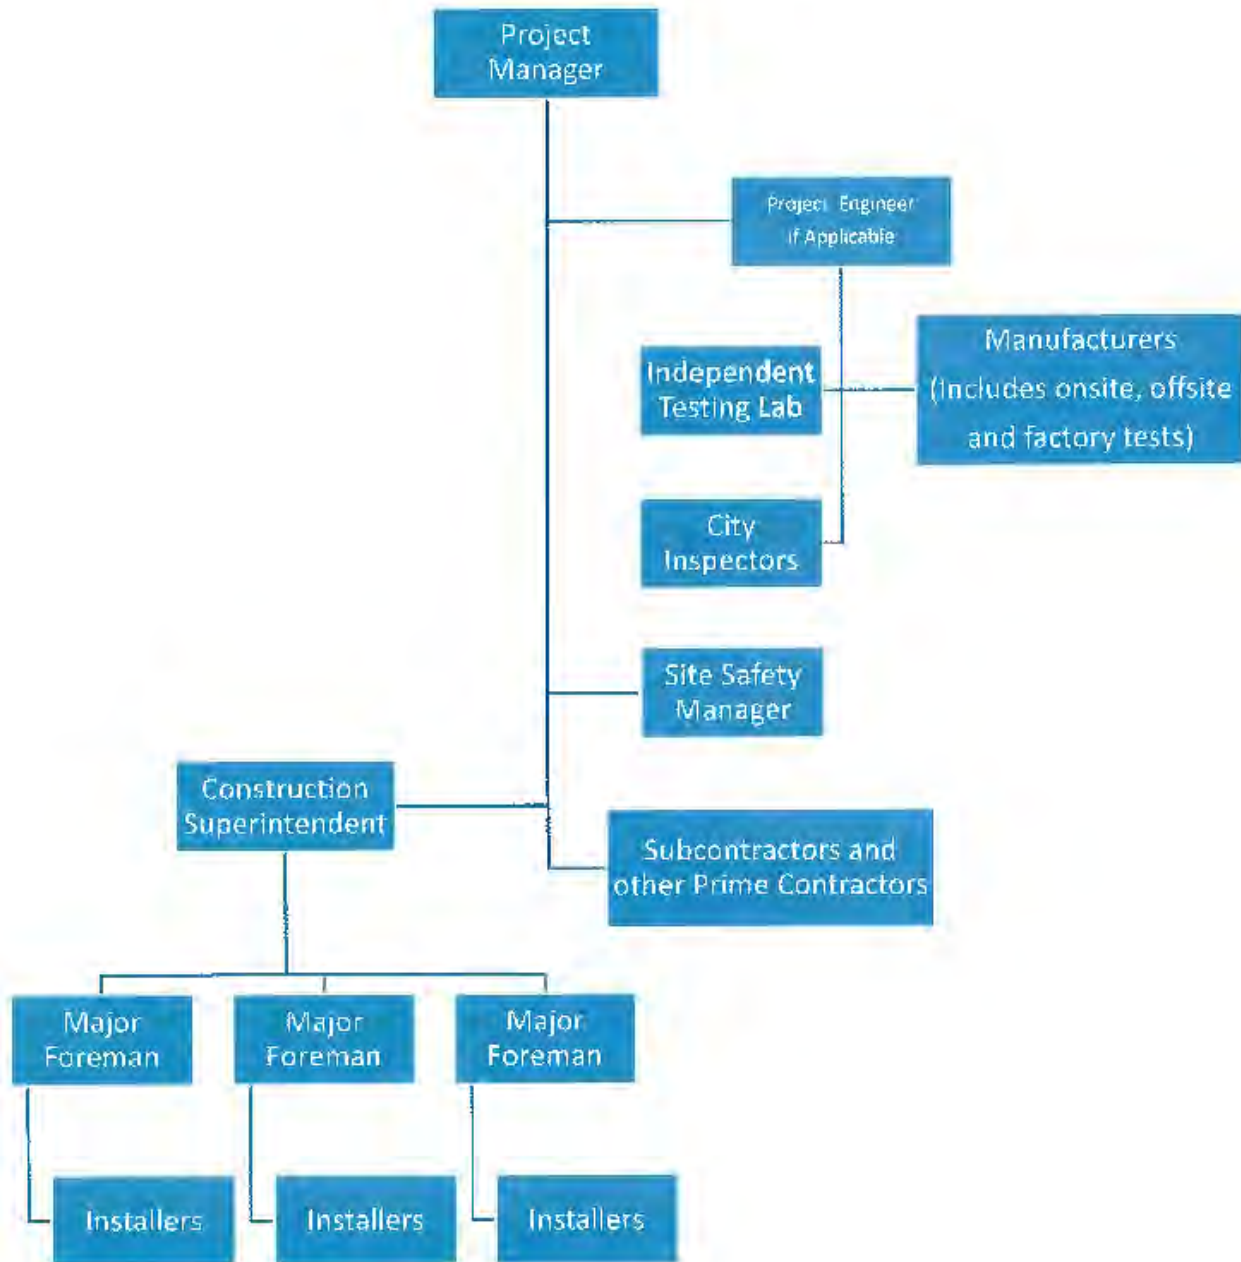 Project
Manager
Project Engineer
if Applicable
Independent
Testing Lab
Manufacturers
(includes onsite, offsite
and factory tests)
City
Inspectors
Site Safety
Manager
Construction
Superintendent
Subcontractors and
other Prime Contractors
Major
Foreman
Major
Foreman
Major
Foreman
Installers
Installers
Installers